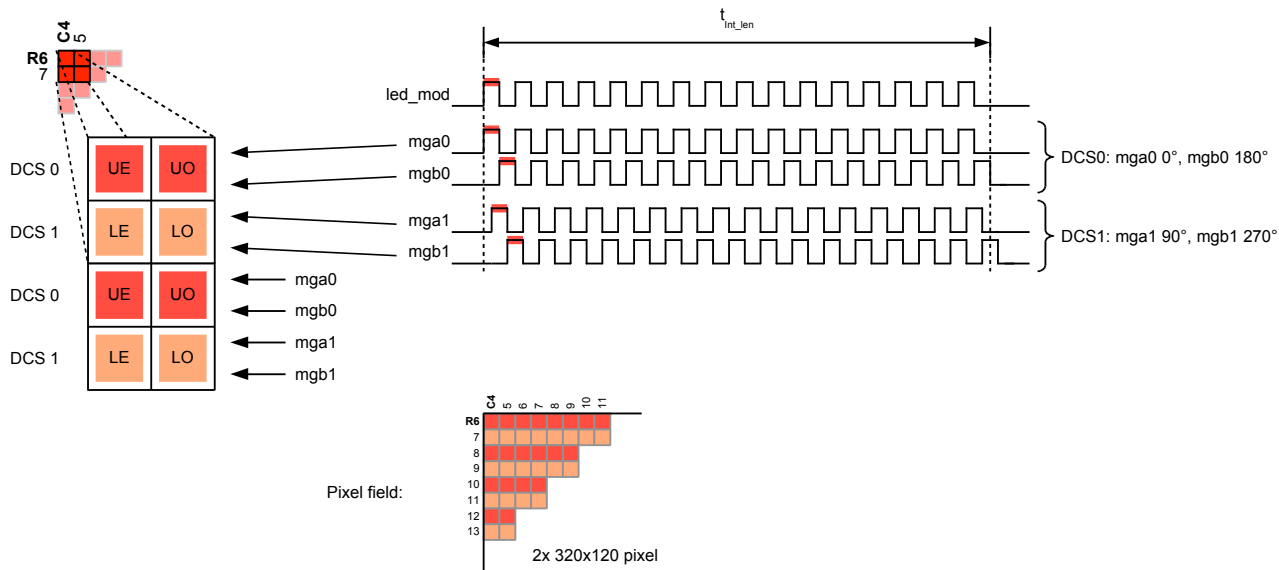 t Int_len
C4
5
R6
7
led_mod
mga0
mgb0
DCS0: mga0 0°, mgb0 180°
mga1
mgb1
DCS1: mga1 90°, mgb1 270°
DCS 0
UE UO
DCS 1
LE LO
DCS 0
UE UO
mga0
mgb0
DCS 1
LE LO
mga1
mgb1
C4 5 6 7 8 9 10 11
R6
7
8
9
Pixel field:
10
11
12
13
2x 320x120 pixel